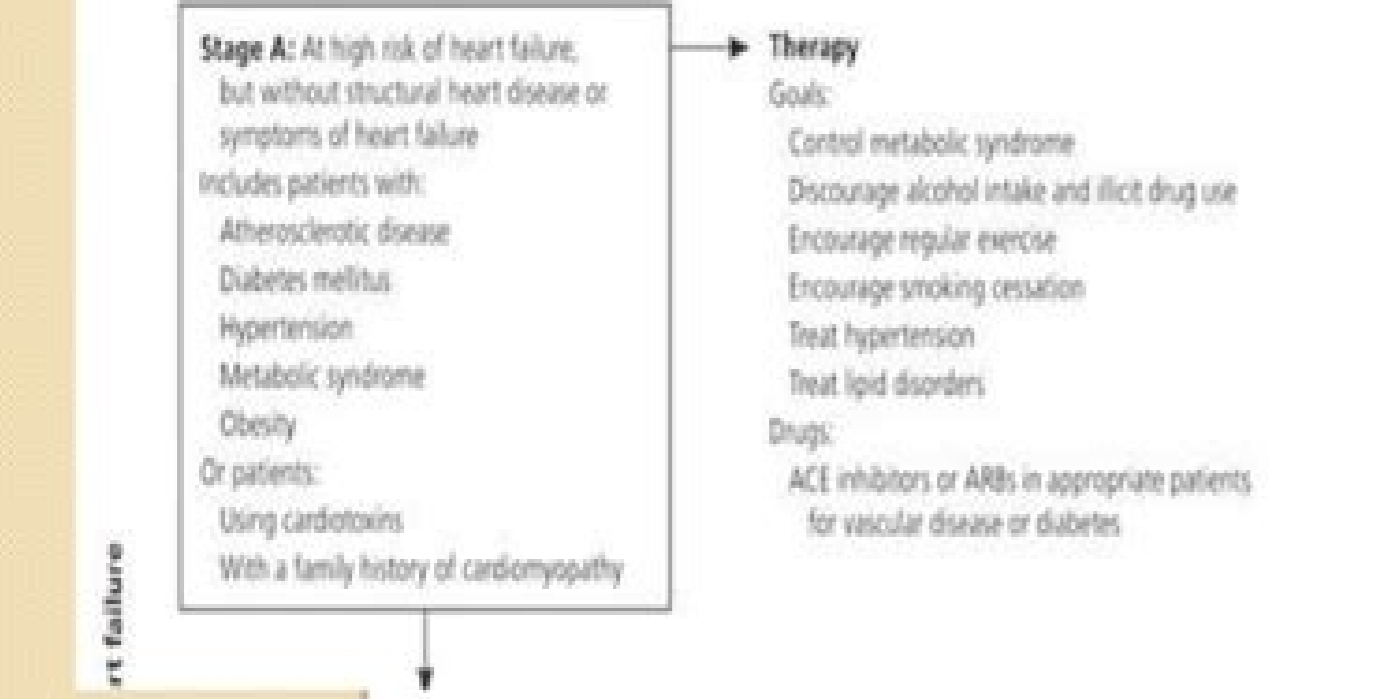 Stage A: At high risk of heart failure,
but without structural heart disease or
symptoms of heart failure
Includes patients with:
Atherosclerotic disease
Diabetes mellitus
Hypertension
Metabolic syndrome
Obesity
Or patients:
Using cardiotoxins
With a family history of cardiomyopathy
Therapy
Goals:
Control metabolic syndrome
Discourage alcohol intake and illicit drug use
Encourage regular exercise
Encourage smoking cessation
Treat hypertension
Treat lipid disorders
Drugs:
ACE inhibitors or ARBs in appropriate patients
for vascular disease or diabetes
rt failure